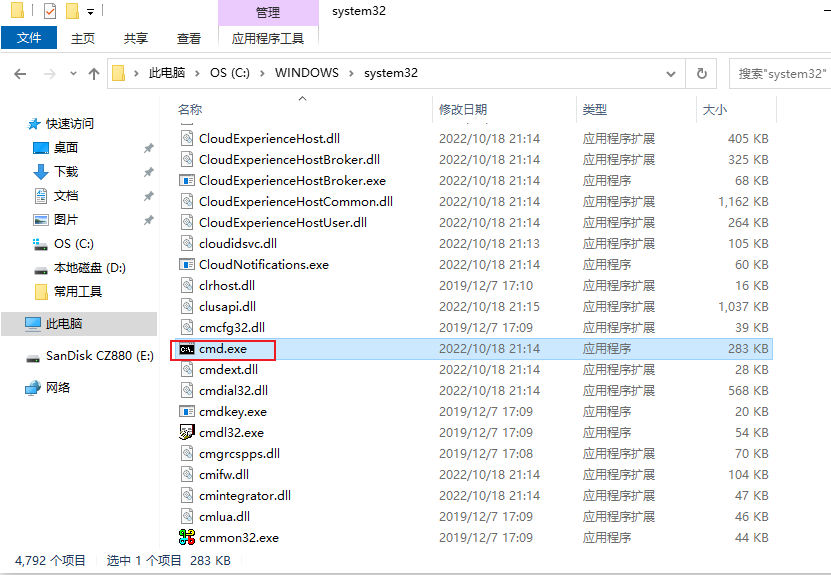 管理
system32
文件
主页
共享
查看
应用程序工具
此电脑 › OS (C:) › WINDOWS › system32
搜索"system32"
名称 修改日期 类型 大小
快速访问
桌面
下载
文档
图片
OS (C:)
本地磁盘 (D:)
常用工具
此电脑
SanDisk CZ880 (E:)
网络
CloudExperienceHost.dll 2022/10/18 21:14 应用程序扩展 405 KB
CloudExperienceHostBroker.dll 2022/10/18 21:14 应用程序扩展 325 KB
CloudExperienceHostBroker.exe 2022/10/18 21:14 应用程序 68 KB
CloudExperienceHostCommon.dll 2022/10/18 21:14 应用程序扩展 1,162 KB
CloudExperienceHostUser.dll 2022/10/18 21:14 应用程序扩展 264 KB
cloudidsvc.dll 2022/10/18 21:13 应用程序扩展 105 KB
CloudNotifications.exe 2022/10/18 21:14 应用程序 60 KB
clrhost.dll 2019/12/7 17:10 应用程序扩展 16 KB
clusapi.dll 2022/10/18 21:15 应用程序扩展 1,037 KB
cmcfg32.dll 2019/12/7 17:09 应用程序扩展 39 KB
cmd.exe 2022/10/18 21:14 应用程序 283 KB
cmdext.dll 2022/10/18 21:14 应用程序扩展 28 KB
cmdial32.dll 2022/10/18 21:14 应用程序扩展 568 KB
cmdkey.exe 2019/12/7 17:09 应用程序 20 KB
cmdl32.exe 2019/12/7 17:09 应用程序 54 KB
cmgrcspps.dll 2019/12/7 17:08 应用程序扩展 70 KB
cmifw.dll 2022/10/18 21:14 应用程序扩展 104 KB
cmintegrator.dll 2022/10/18 21:14 应用程序扩展 47 KB
cmlua.dll 2019/12/7 17:09 应用程序扩展 46 KB
cmmon32.exe 2019/12/7 17:09 应用程序 44 KB
4,792 个项目 选中 1 个项目 283 KB